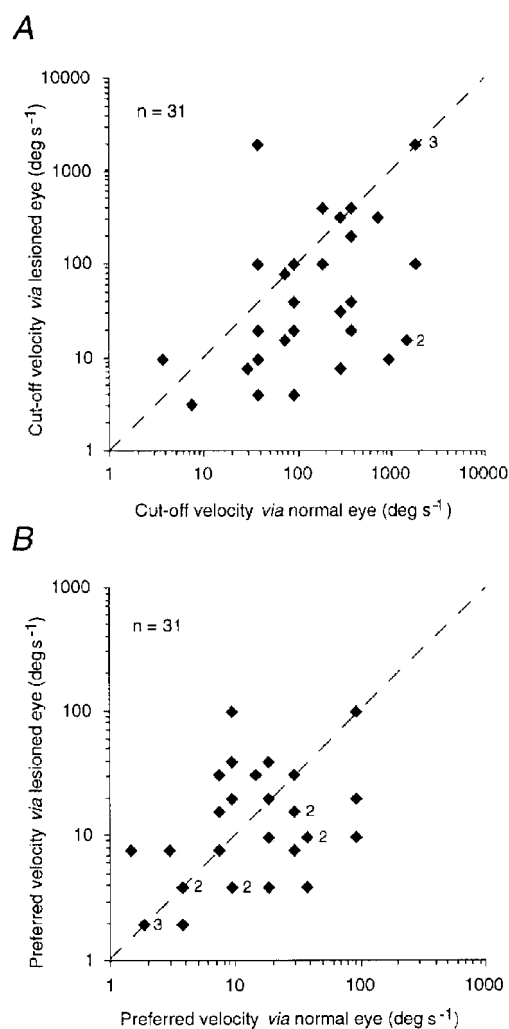 A
10000
n = 31
3
1000
100
2
10
1
1 10 100 1000 10000
Cut-off velocity via lesioned eye (deg s⁻¹)
Cut-off velocity via normal eye (deg s⁻¹)
B
1000
n = 31
100
2
10 2
2 2
3
1
1 10 100 1000
Preferred velocity via lesioned eye (deg s⁻¹)
Preferred velocity via normal eye (deg s⁻¹)